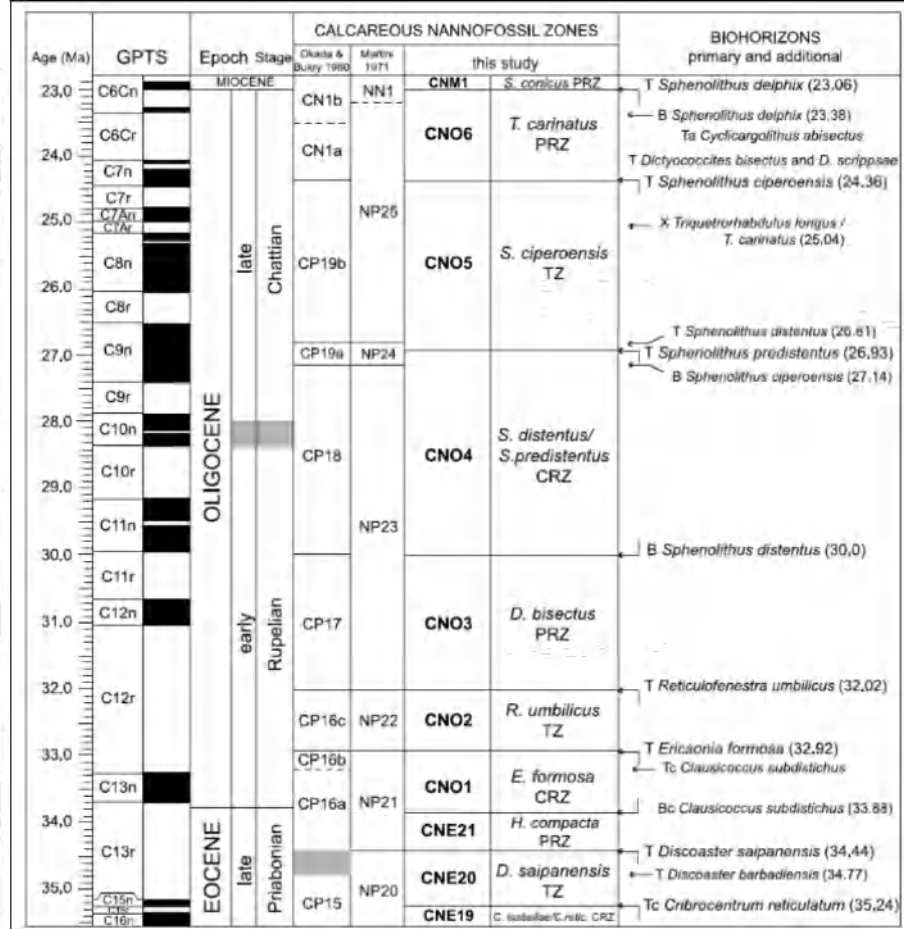 CALCAREOUS NANNOFOSSIL ZONES
BIOHORIZONS
primary and additional
Age (Ma)
GPTS
Epoch
Stage
Okada &
Bukry 1980
Martini
1971
this study
23.0
24.0
25.0
26.0
27.0
28.0
29.0
30.0
31.0
32.0
33.0
34.0
35.0
C6Cn
C6Cr
C7n
C7r
C7An
C7Ar
C8n
C8r
C9n
C9r
C10n
C10r
C11n
C11r
C12n
C12r
C13n
C13r
C15n
C16n
MIOCENE
OLIGOCENE
EOCENE
late
early
late
Chattian
Rupelian
Priabonian
CN1b
CN1a
CP19b
CP19a
CP18
CP17
CP16c
CP16b
CP16a
CP15
NN1
NP25
NP24
NP23
NP22
NP21
NP20
CNM1
CNO6
CNO5
CNO4
CNO3
CNO2
CNO1
CNE21
CNE20
CNE19
S. conicus PRZ
T. carinatus
PRZ
S. ciperoensis
TZ
S. distentus/
S.predistentus
CRZ
D. bisectus
PRZ
R. umbilicus
TZ
E. formosa
CRZ
H. compacta
PRZ
D. saipanensis
TZ
CRZ
T Sphenolithus delphix (23.06)
B Sphenolithus delphix (23.38)
Ta Cyclicargolithus abisectus
T Dictyococcites bisectus and D. scrippsae
T Sphenolithus ciperoensis (24.36)
X Triquetrorhabdulus longus /
T. carinatus (25.04)
T Sphenolithus distentus (26.81)
T Sphenolithus predistentus (26.93)
B Sphenolithus ciperoensis (27.14)
B Sphenolithus distentus (30.0)
T Reticulofenestra umbilicus (32.02)
T Ericsonia formosa (32.92)
Tc Clausicoccus subdistichus
Bc Clausicoccus subdistichus (33.88)
T Discoaster saipanensis (34.44)
T Discoaster barbadiensis (34.77)
Tc Cribrocentrum reticulatum (35.24)